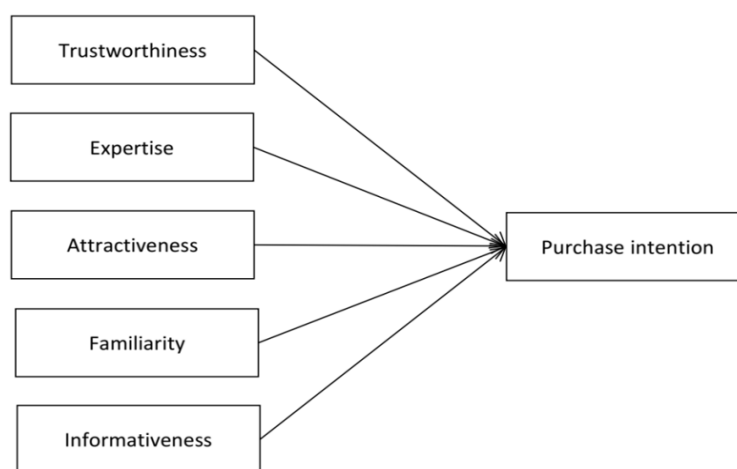 Trustworthiness
Expertise
Attractiveness
Purchase intention
Familiarity
Informativeness